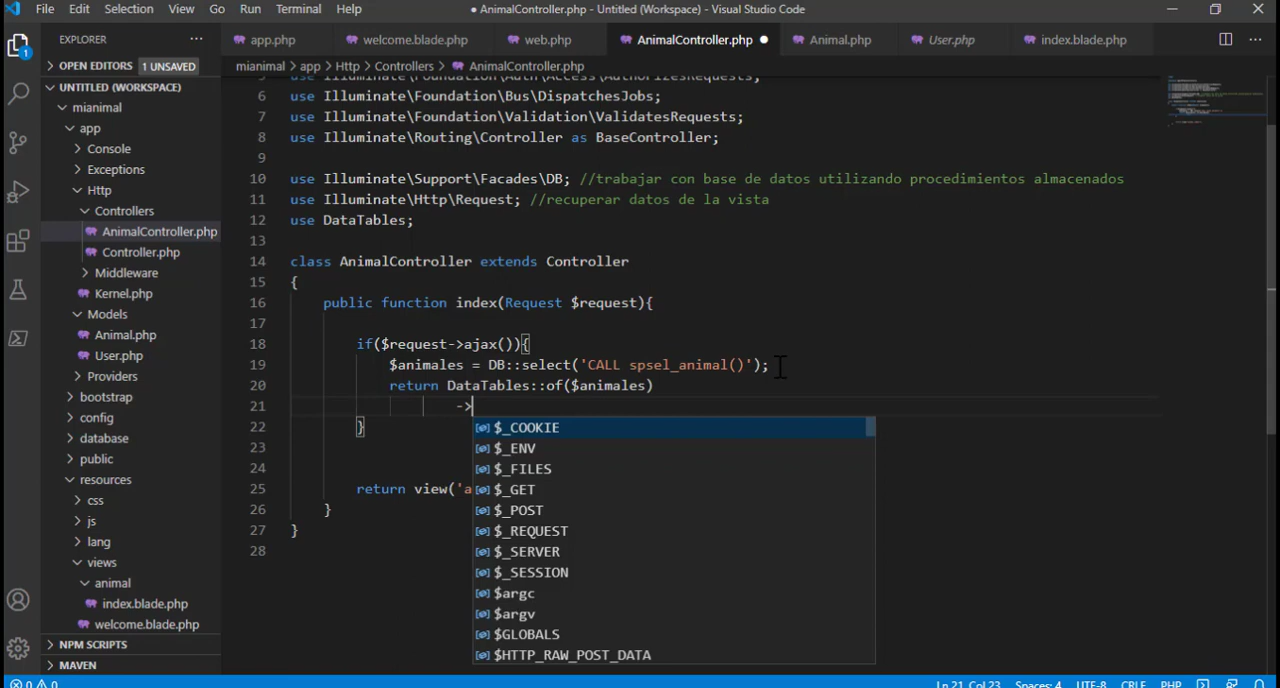 File Edit Selection View Go Run Terminal Help
● AnimalController.php - Untitled (Workspace) - Visual Studio Code
EXPLORER
app.php welcome.blade.php web.php AnimalController.php Animal.php User.php index.blade.php
OPEN EDITORS 1 UNSAVED
mianimal > app > Http > Controllers > AnimalController.php
UNTITLED (WORKSPACE)
mianimal
app
Console
Exceptions
Http
Controllers
AnimalController.php
Controller.php
Middleware
Kernel.php
Models
Animal.php
User.php
Providers
bootstrap
config
database
public
resources
css
js
lang
views
animal
index.blade.php
welcome.blade.php
NPM SCRIPTS
MAVEN
5 use Illuminate\Foundation\Auth\Access\AuthorizesRequests;
6 use Illuminate\Foundation\Bus\DispatchesJobs;
7 use Illuminate\Foundation\Validation\ValidatesRequests;
8 use Illuminate\Routing\Controller as BaseController;
9
10 use Illuminate\Support\Facades\DB; //trabajar con base de datos utilizando procedimientos almacenados
11 use Illuminate\Http\Request; //recuperar datos de la vista
12 use DataTables;
13
14 class AnimalController extends Controller
15 {
16 public function index(Request $request){
17
18 if($request->ajax()){
19 $animales = DB::select('CALL spsel_animal()');
20 return DataTables::of($animales)
21 ->
22 }
23
24
25 return view('a
26 }
27 }
28
$_COOKIE
$_ENV
$_FILES
$_GET
$_POST
$_REQUEST
$_SERVER
$_SESSION
$argc
$argv
$GLOBALS
$HTTP_RAW_POST_DATA
1
0 0 Ln 21, Col 23 Spaces: 4 UTF-8 CRLF PHP